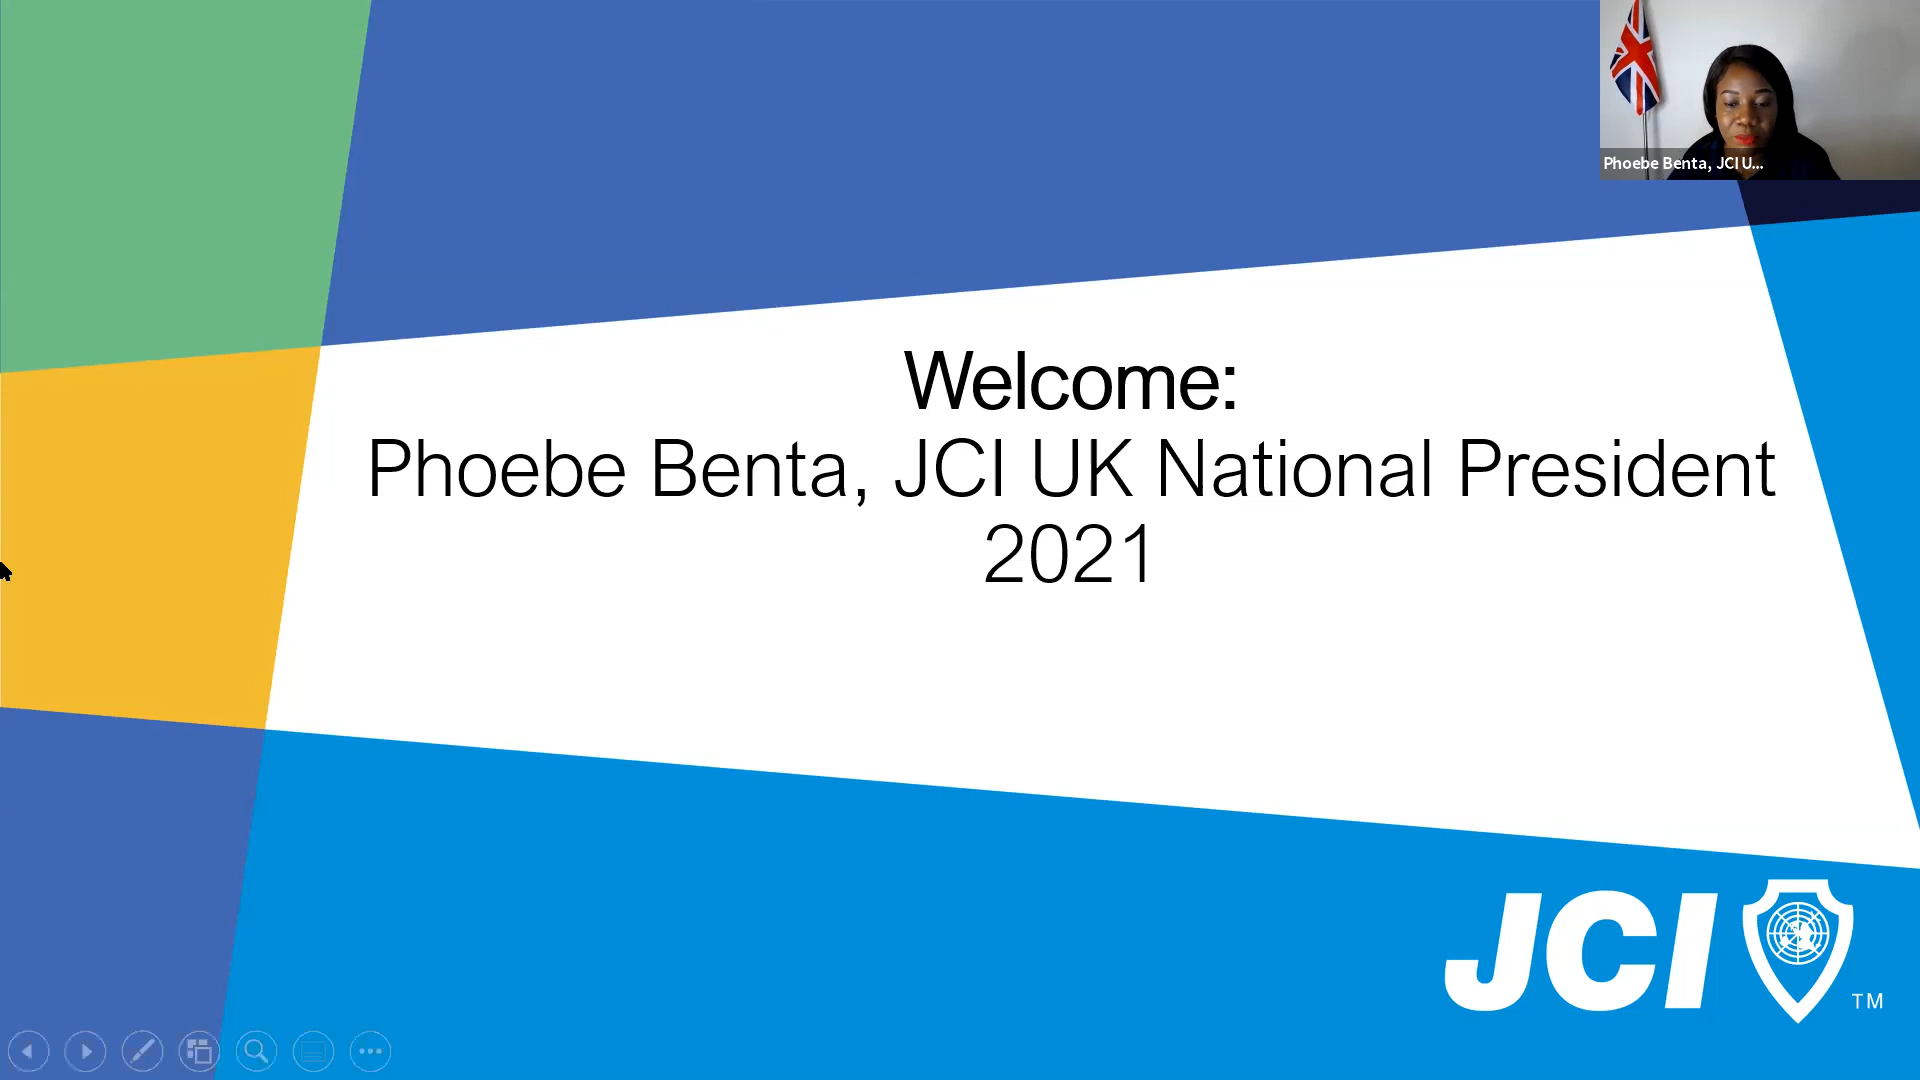 Phoebe Benta, JCI U...
Welcome:
Phoebe Benta, JCI UK National President
2021
JCI
TM